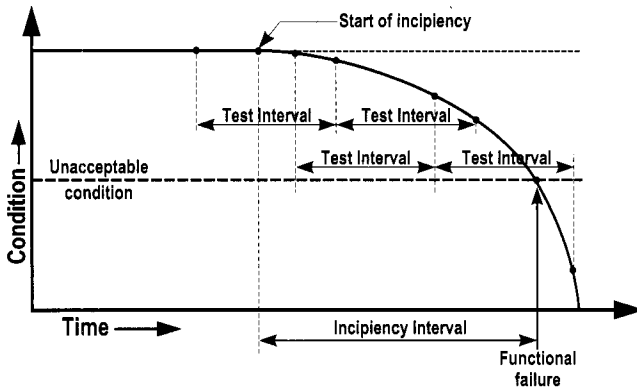 Start of incipiency
Test Interval
Test Interval
Test Interval
Test Interval
Unacceptable
condition
Condition
Time
Incipiency Interval
Functional
failure